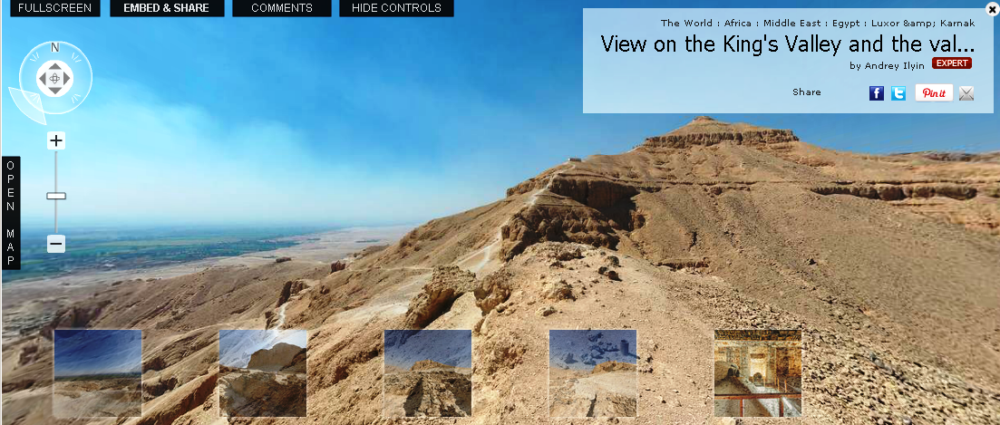 FULLSCREEN
EMBED & SHARE
COMMENTS
HIDE CONTROLS
The World : Africa : Middle East : Egypt : Luxor &amp; Karnak
View on the King's Valley and the val...
by Andrey Ilyin EXPERT
Share
f
t
Pin it
N
OPEN MAP